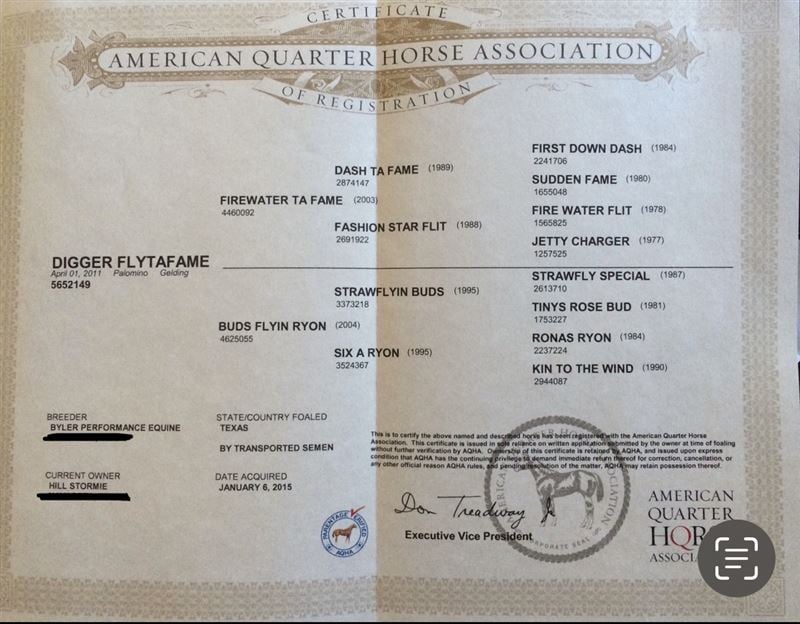 CERTIFICATE
AMERICAN QUARTER HORSE ASSOCIATION
OF REGISTRATION
FIRST DOWN DASH (1984)
2241706
DASH TA FAME (1989)
2874147
SUDDEN FAME (1980)
1655048
FIREWATER TA FAME (2003)
4460092
FIRE WATER FLIT (1978)
1565825
FASHION STAR FLIT (1988)
2691922
JETTY CHARGER (1977)
1257525
DIGGER FLYTAFAME
April 01, 2011 Palomino Gelding
5652149
STRAWFLY SPECIAL (1987)
2613710
STRAWFLYIN BUDS (1995)
3373218
TINYS ROSE BUD (1981)
1753227
BUDS FLYIN RYON (2004)
4625055
RONAS RYON (1984)
2237224
SIX A RYON (1995)
3524367
KIN TO THE WIND (1990)
2944087
BREEDER
BYLER PERFORMANCE EQUINE
STATE/COUNTRY FOALED
TEXAS
BY TRANSPORTED SEMEN
CURRENT OWNER
HILL STORMIE
DATE ACQUIRED
JANUARY 6, 2015
This is to certify the above named and described horse has been registered with the American Quarter Horse
Association. This certificate is issued in sole reliance on written application submitted by the owner at time of foaling
without further verification by AQHA. Ownership of this certificate is retained by AQHA, and issued upon express
condition that AQHA has the continuing privilege to demand immediate return thereof for correction, cancellation, or
any other official reason AQHA rules, and pending resolution of the matter, AQHA may retain possession thereof.
PARENTAGE VERIFIED
AQHA
Don Treadway Jr
Executive Vice President
CORPORATE SEAL
AMERICAN
QUARTER